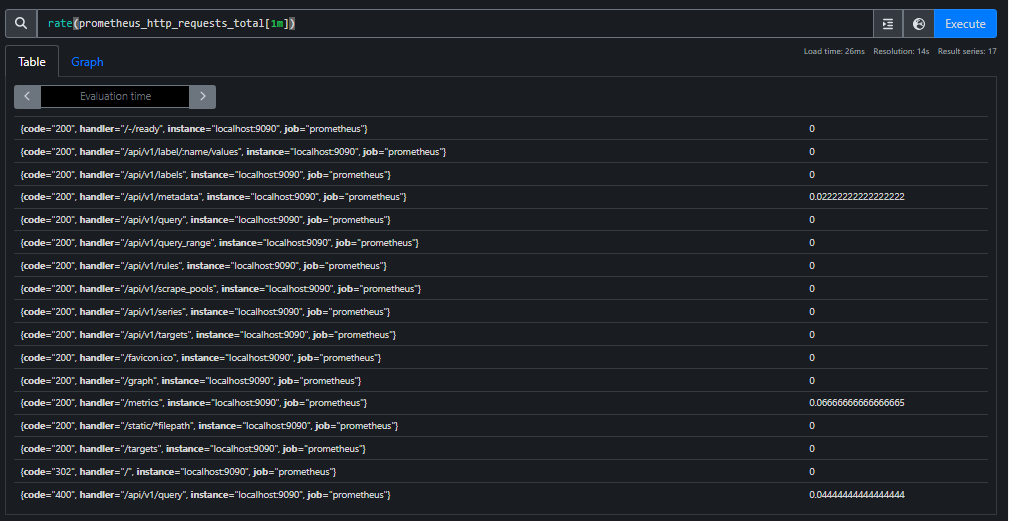 rate(prometheus_http_requests_total[1m])
Execute
Load time: 26ms Resolution: 14s Result series: 17
Table Graph
Evaluation time
{code="200", handler="/-/ready", instance="localhost:9090", job="prometheus"} 0
{code="200", handler="/api/v1/label/:name/values", instance="localhost:9090", job="prometheus"} 0
{code="200", handler="/api/v1/labels", instance="localhost:9090", job="prometheus"} 0
{code="200", handler="/api/v1/metadata", instance="localhost:9090", job="prometheus"} 0.02222222222222222
{code="200", handler="/api/v1/query", instance="localhost:9090", job="prometheus"} 0
{code="200", handler="/api/v1/query_range", instance="localhost:9090", job="prometheus"} 0
{code="200", handler="/api/v1/rules", instance="localhost:9090", job="prometheus"} 0
{code="200", handler="/api/v1/scrape_pools", instance="localhost:9090", job="prometheus"} 0
{code="200", handler="/api/v1/series", instance="localhost:9090", job="prometheus"} 0
{code="200", handler="/api/v1/targets", instance="localhost:9090", job="prometheus"} 0
{code="200", handler="/favicon.ico", instance="localhost:9090", job="prometheus"} 0
{code="200", handler="/graph", instance="localhost:9090", job="prometheus"} 0
{code="200", handler="/metrics", instance="localhost:9090", job="prometheus"} 0.06666666666666665
{code="200", handler="/static/*filepath", instance="localhost:9090", job="prometheus"} 0
{code="200", handler="/targets", instance="localhost:9090", job="prometheus"} 0
{code="302", handler="/", instance="localhost:9090", job="prometheus"} 0
{code="400", handler="/api/v1/query", instance="localhost:9090", job="prometheus"} 0.04444444444444444